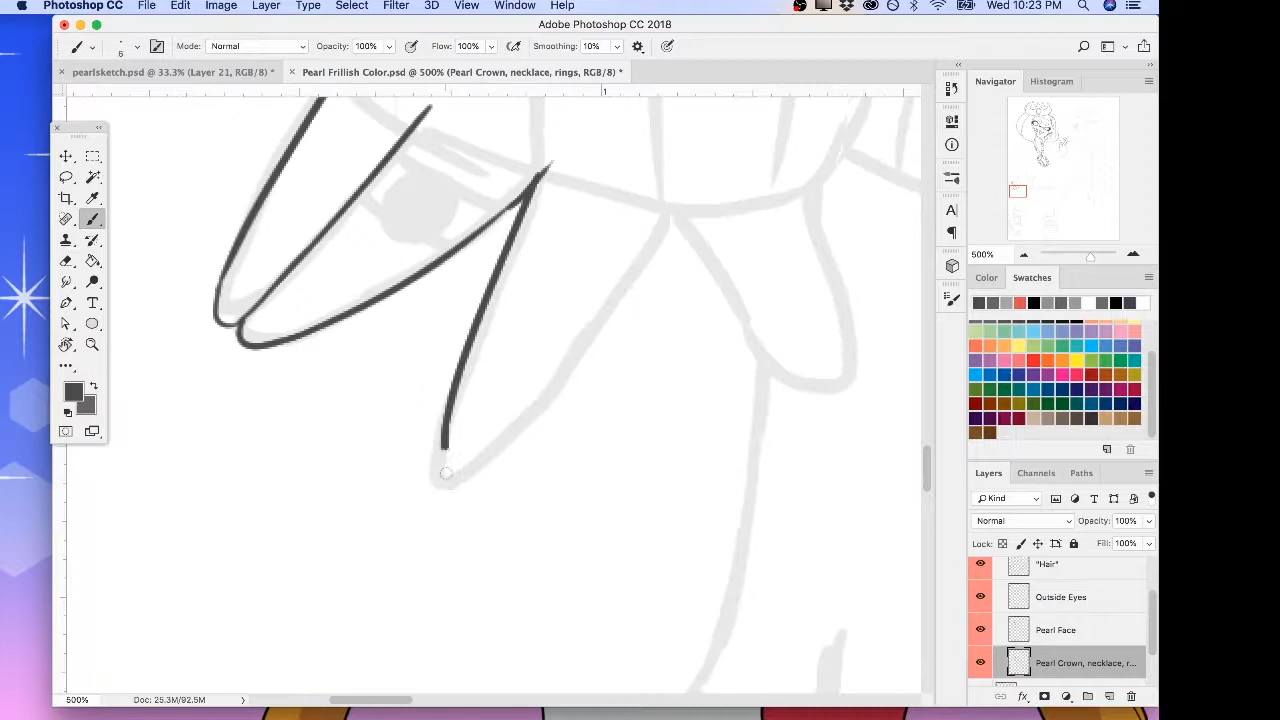 Photoshop CC File Edit Image Layer Type Select Filter 3D View Window Help Wed 10:23 PM
Adobe Photoshop CC 2018
6 Mode: Normal Opacity: 100% Flow: 100% Smoothing: 10%
pearlsketch.psd @ 33.3% (Layer 21, RGB/8) * Pearl Frillish Color.psd @ 500% (Pearl Crown, necklace, rings, RGB/8) *
Navigator Histogram
1
500%
Color Swatches
Layers Channels Paths
Kind
Normal Opacity: 100%
Lock: Fill: 100%
"Hair"
Outside Eyes
Pearl Face
Pearl Crown, necklace, r...
500% Doc: 25.3M/92.5M